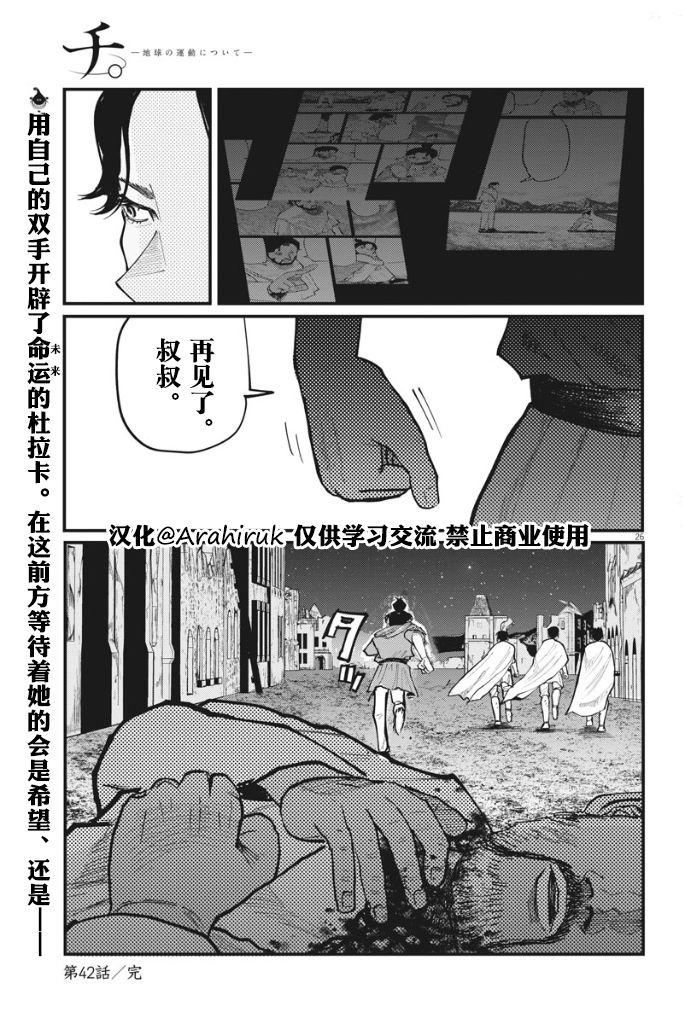 チ。
—地球の運動について—
再见了。
叔叔。
26
汉化@Arahiruk 仅供学习交流 禁止商业使用
ダッ
用自己的双手开辟了命运的杜拉卡。在这前方等待着她的会是希望、还是——
未来
第42話／完